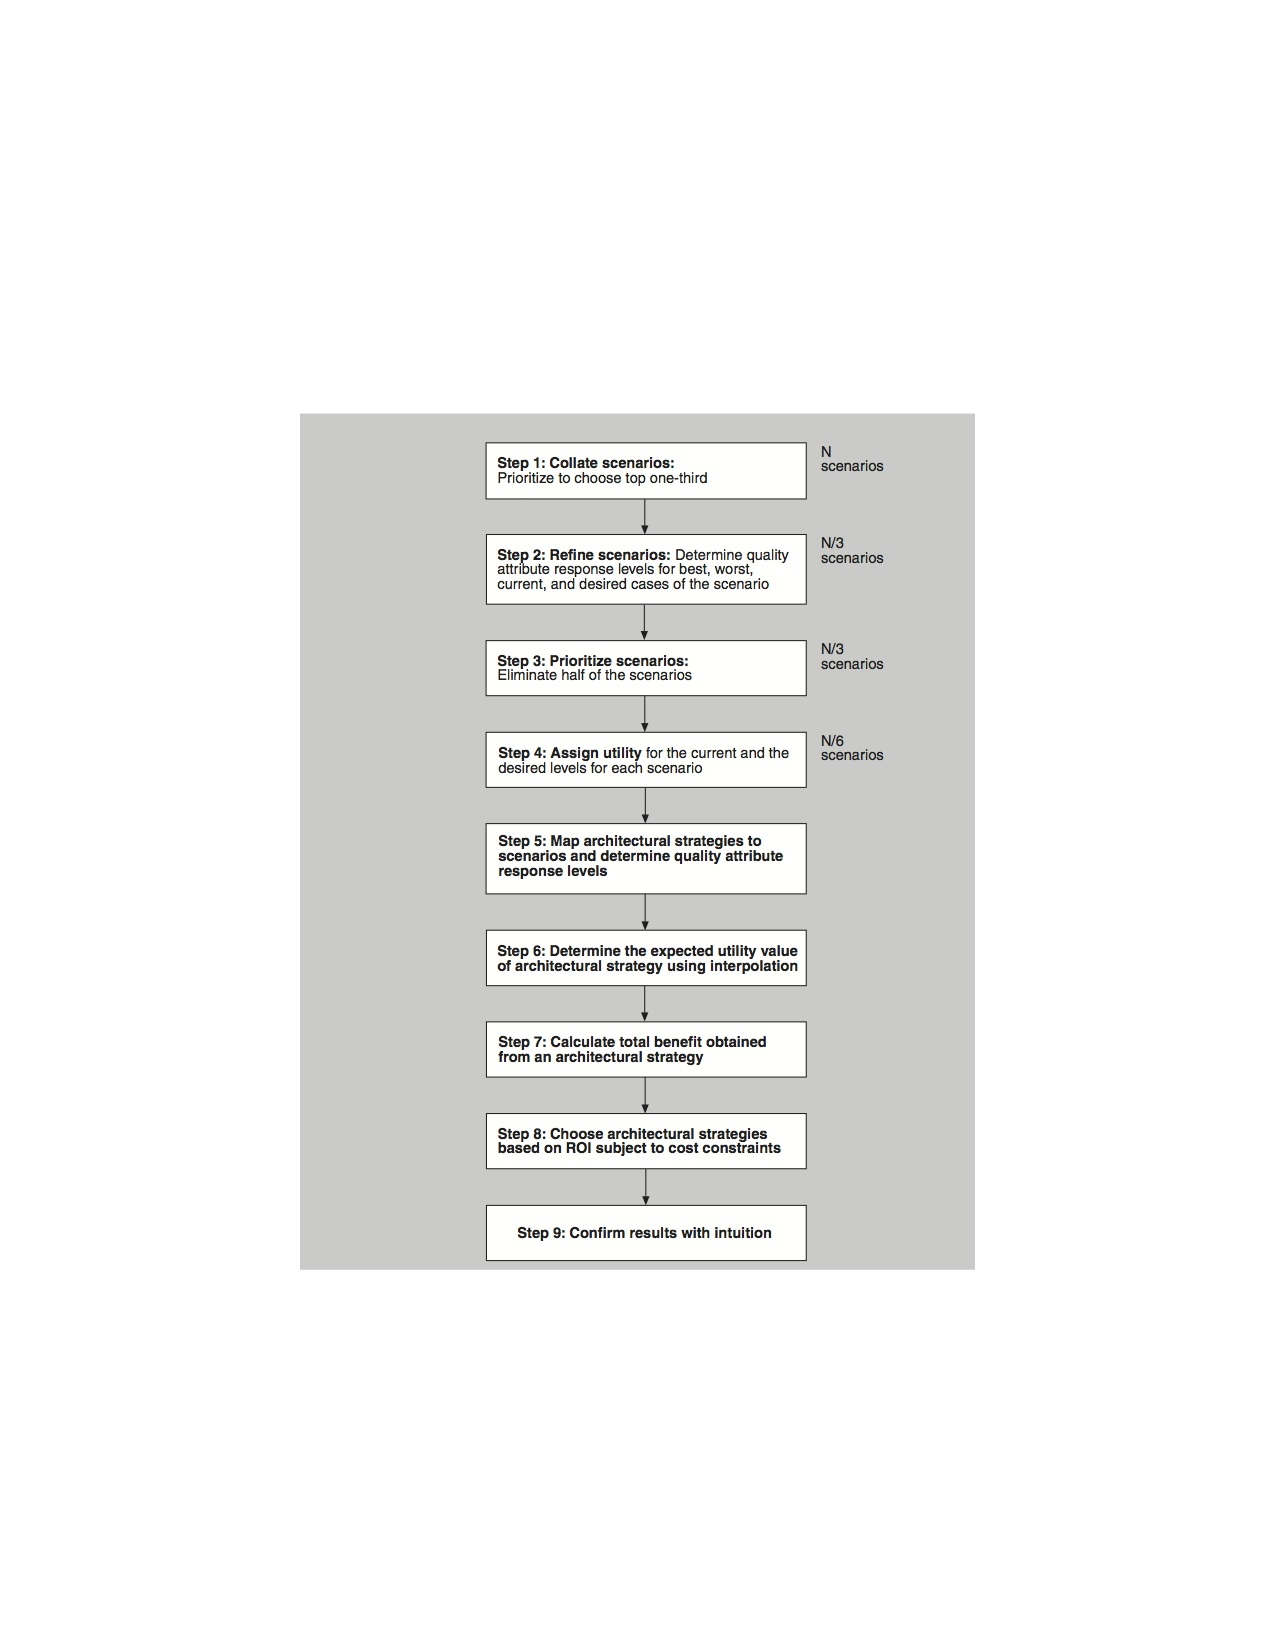 Step 1: Collate scenarios:
Prioritize to choose top one-third
N
scenarios
Step 2: Refine scenarios: Determine quality
attribute response levels for best, worst,
current, and desired cases of the scenario
N/3
scenarios
Step 3: Prioritize scenarios:
Eliminate half of the scenarios
N/3
scenarios
Step 4: Assign utility for the current and the
desired levels for each scenario
N/6
scenarios
Step 5: Map architectural strategies to
scenarios and determine quality attribute
response levels
Step 6: Determine the expected utility value
of architectural strategy using interpolation
Step 7: Calculate total benefit obtained
from an architectural strategy
Step 8: Choose architectural strategies
based on ROI subject to cost constraints
Step 9: Confirm results with intuition